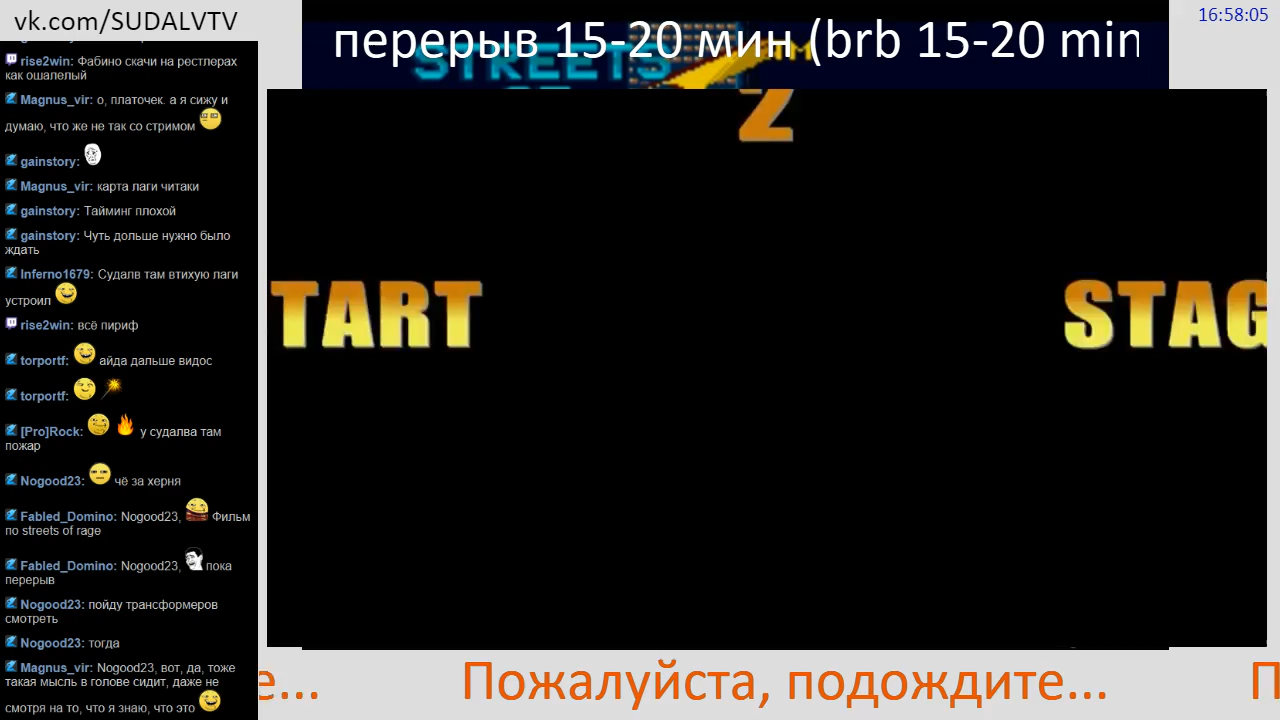 vk.com/SUDALVTV
rise2win: Фабино скачи на рестлерах
как ошалелый
Magnus_vir: о, платочек. а я сижу и
думаю, что же не так со стримом
gainstory:
Magnus_vir: карта лаги читаки
gainstory: Тайминг плохой
gainstory: Чуть дольше нужно было
ждать
Inferno1679: Судалв там втихую лаги
устроил
rise2win: всё пириф
torportf: айда дальше видос
torportf:
[Pro]Rock: у судалва там
пожар
Nogood23: чё за херня
Fabled_Domino: Nogood23, Фильм
по streets of rage
Fabled_Domino: Nogood23, пока
перерыв
Nogood23: пойду трансформеров
смотреть
Nogood23: тогда
Magnus_vir: Nogood23, вот, да, тоже
такая мысль в голове сидит, даже не
смотря на то, что я знаю, что это
перерыв 15-20 мин (brb 15-20 min
16:58:05
STREETS
2
TART STAG
е... Пожалуйста, подождите... П